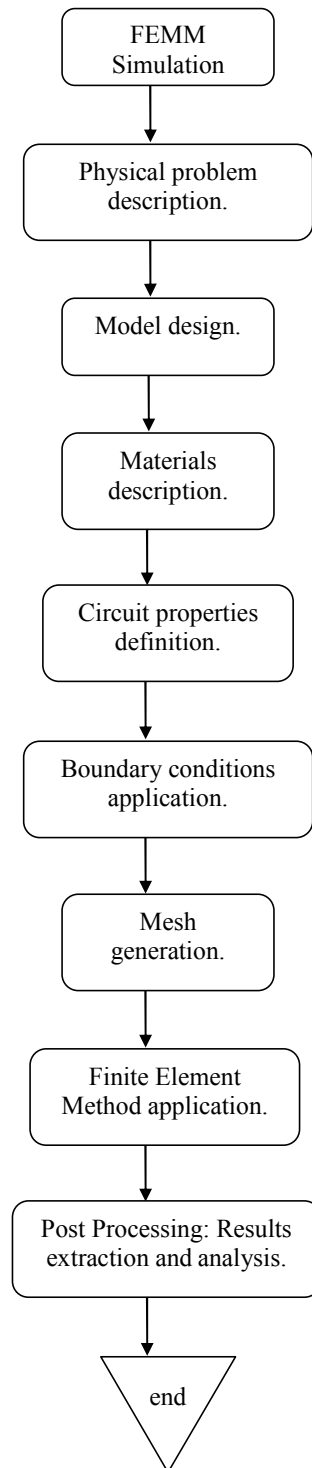 FEMM
Simulation
Physical problem
description.
Model design.
Materials
description.
Circuit properties
definition.
Boundary conditions
application.
Mesh
generation.
Finite Element
Method application.
Post Processing: Results
extraction and analysis.
end